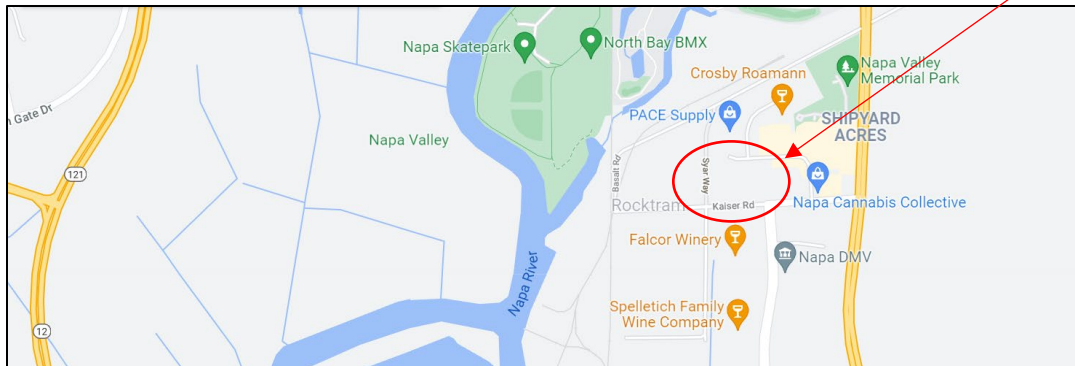 Napa Skatepark
North Bay BMX
Crosby Roamann
Napa Valley
Memorial Park
Gate Dr
PACE Supply
SHIPYARD
ACRES
Napa Valley
121
Basalt Rd
Syar Way
Rocktram
Kaiser Rd
Napa Cannabis Collective
Falcor Winery
Napa DMV
Napa River
Spelletich Family
Wine Company
12